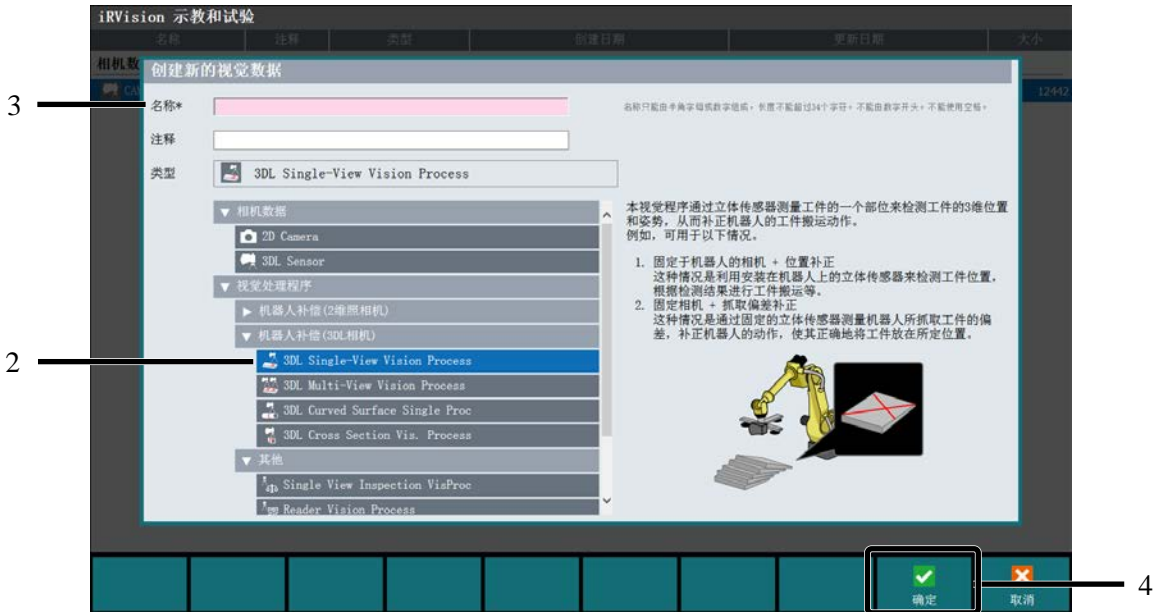 iRVision 示教和试验
名称 注释 类型 创建日期 更新日期 大小
相机数
CA 12442
创建新的视觉数据
3
名称* 名称只能由半角字母或数字组成，长度不能超过34个字符，不能由数字开头，不能使用空格。
注释
类型 3DL Single-View Vision Process
▼ 相机数据
2D Camera
3DL Sensor
▼ 视觉处理程序
▶ 机器人补偿(2维照相机)
▼ 机器人补偿(3DL相机)
2
3DL Single-View Vision Process
3DL Multi-View Vision Process
3DL Curved Surface Single Proc
3DL Cross Section Vis. Process
▼ 其他
Single View Inspection VisProc
Reader Vision Process
本视觉程序通过立体传感器测量工件的一个部位来检测工件的3维位置
和姿势，从而补正机器人的工件搬运动作。
例如，可用于以下情况。
1. 固定于机器人的相机 + 位置补正
这种情况是利用安装在机器人上的立体传感器来检测工件位置，
根据检测结果进行工件搬运等。
2. 固定相机 + 抓取偏差补正
这种情况是通过固定的立体传感器测量机器人所抓取工件的偏
差，补正机器人的动作，使其正确地将工件放在所定位置。
确定
取消
4